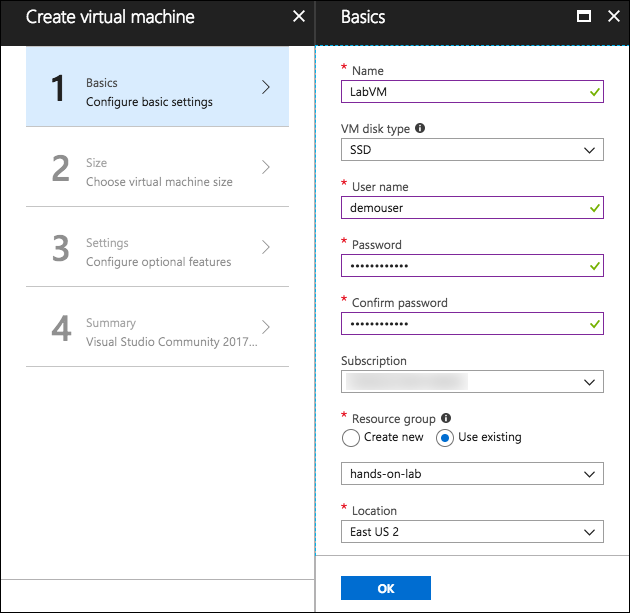 Create virtual machine
1
Basics
Configure basic settings
2
Size
Choose virtual machine size
3
Settings
Configure optional features
4
Summary
Visual Studio Community 2017...
Basics
* Name
LabVM
VM disk type
SSD
* User name
demouser
* Password
••••••••••••
* Confirm password
••••••••••••
Subscription
* Resource group
Create new Use existing
hands-on-lab
* Location
East US 2
OK